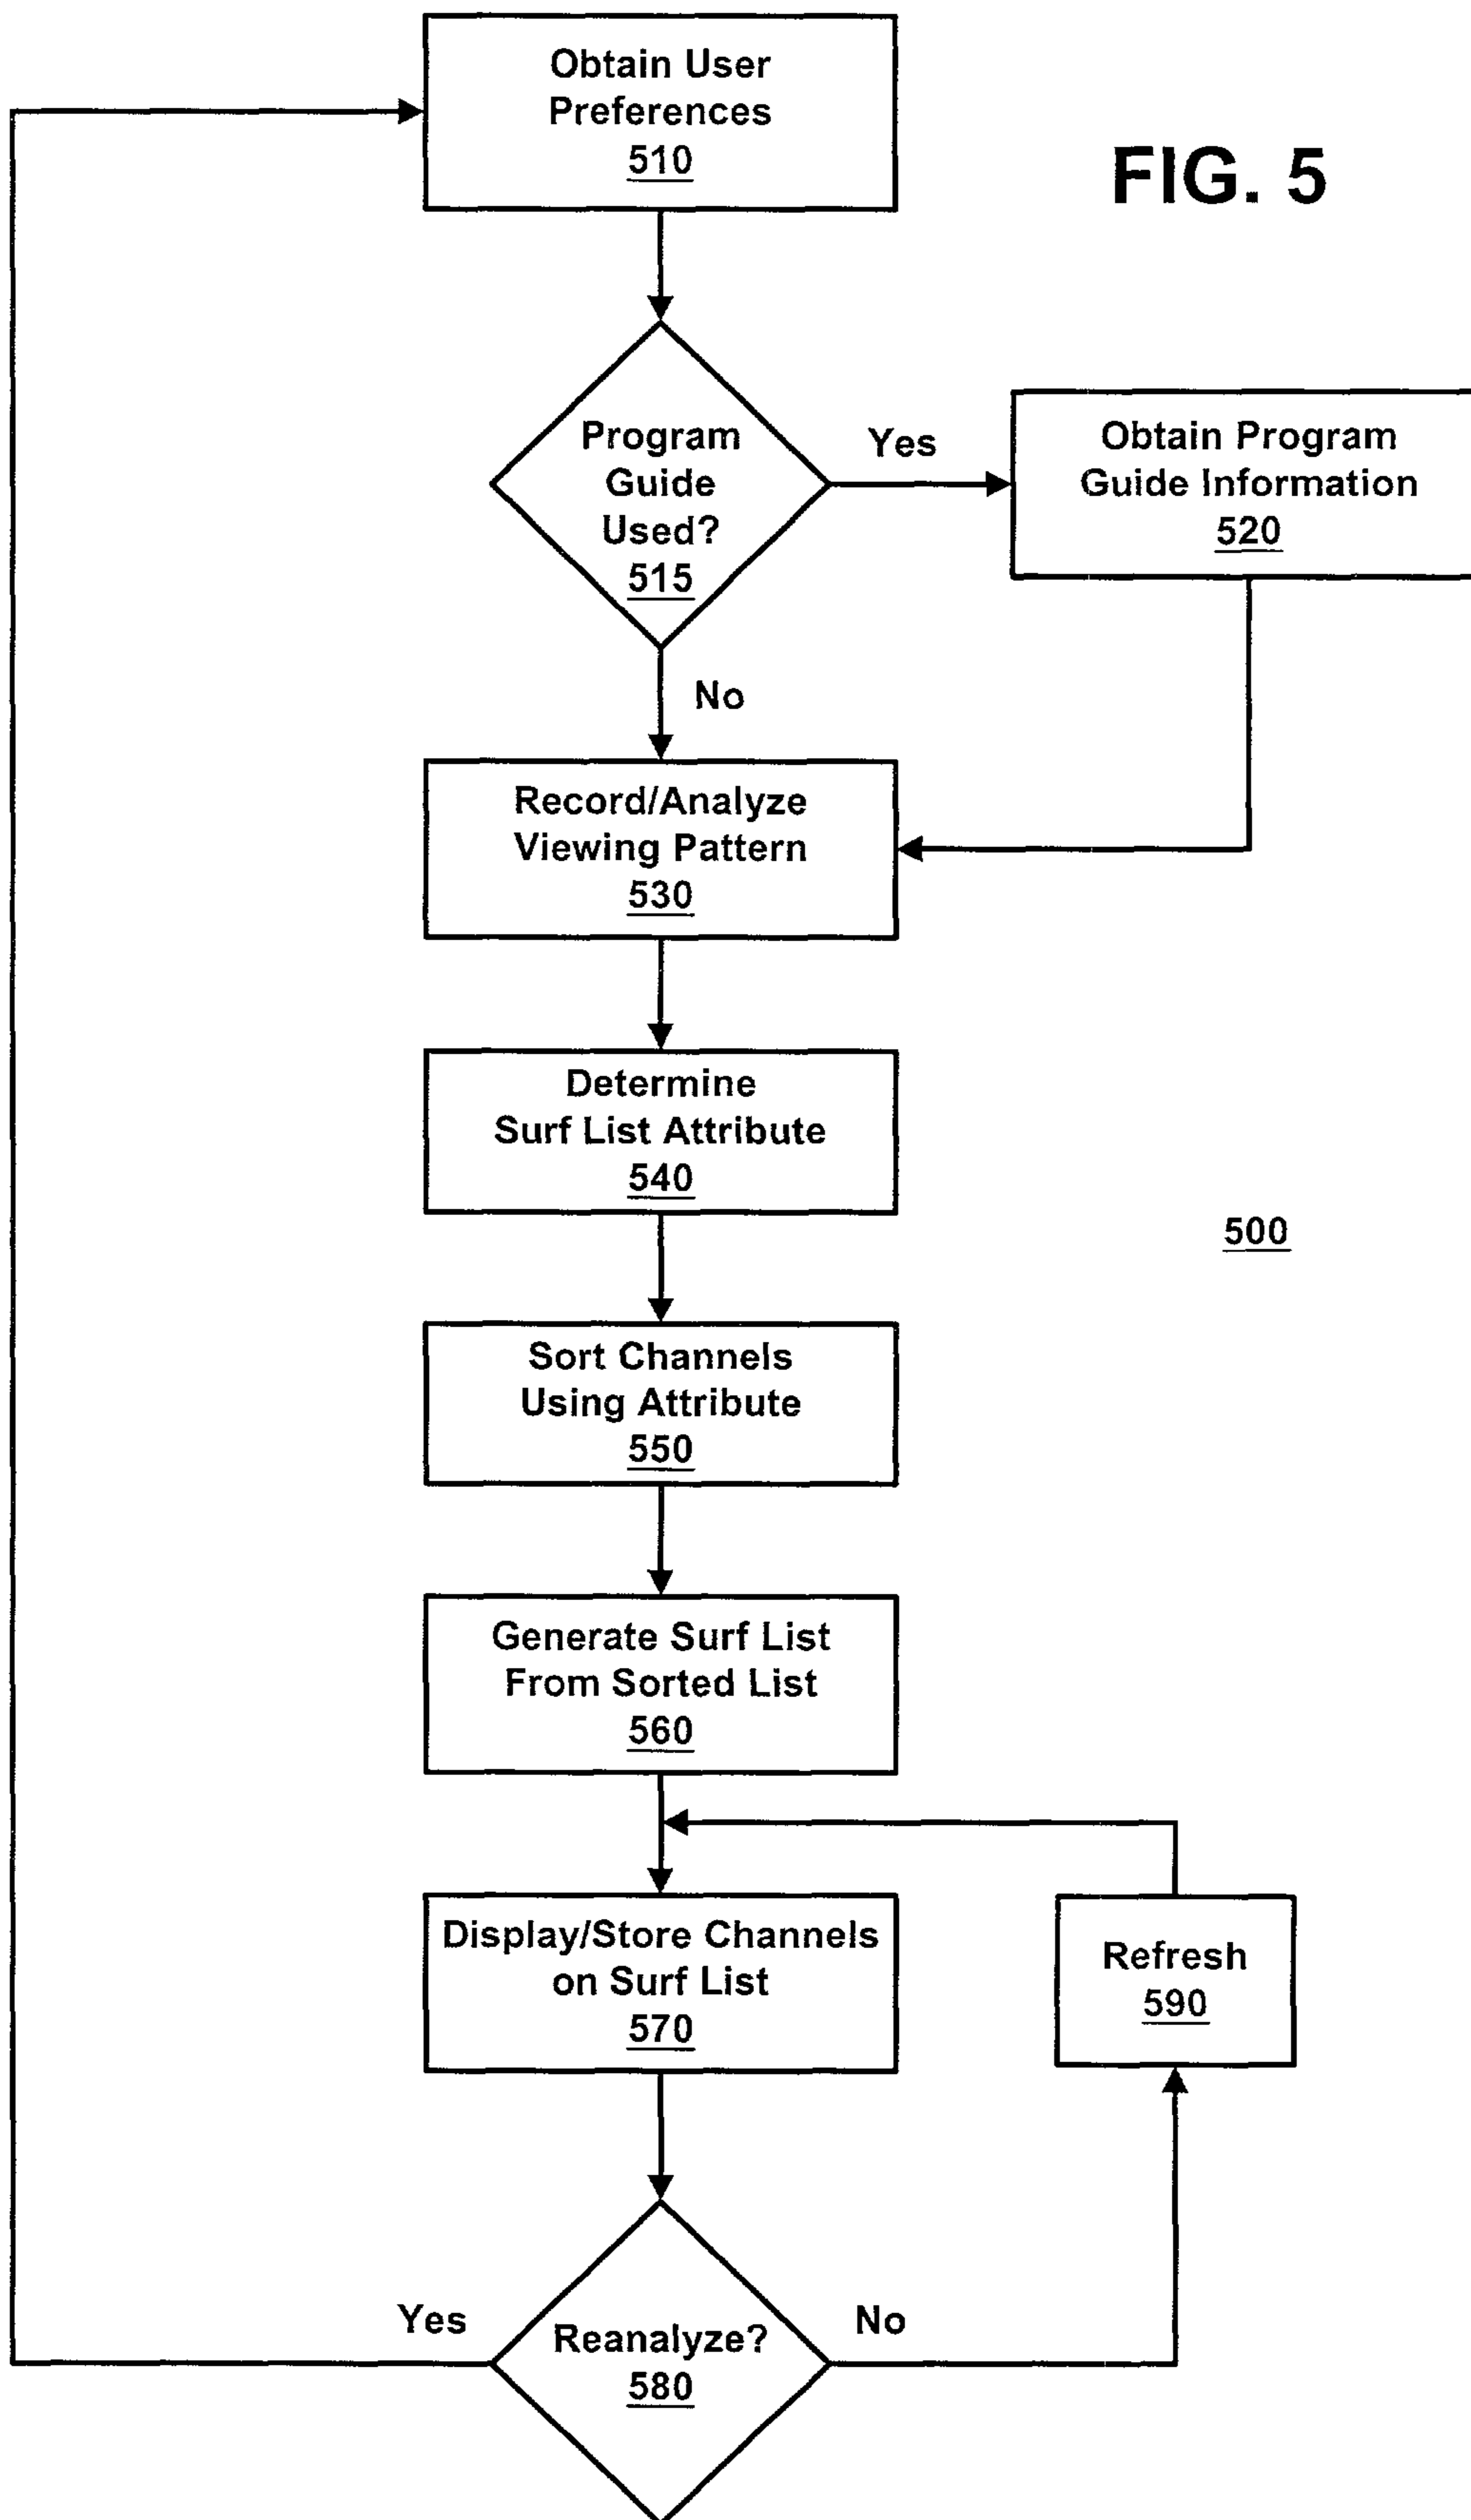 Obtain User
Preferences
510
FIG. 5
Program
Guide
Used?
515
Yes
Obtain Program
Guide Information
520
No
Record/Analyze
Viewing Pattern
530
Determine
Surf List Attribute
540
500
Sort Channels
Using Attribute
550
Generate Surf List
From Sorted List
560
Display/Store Channels
on Surf List
570
Refresh
590
Yes
Reanalyze?
580
No